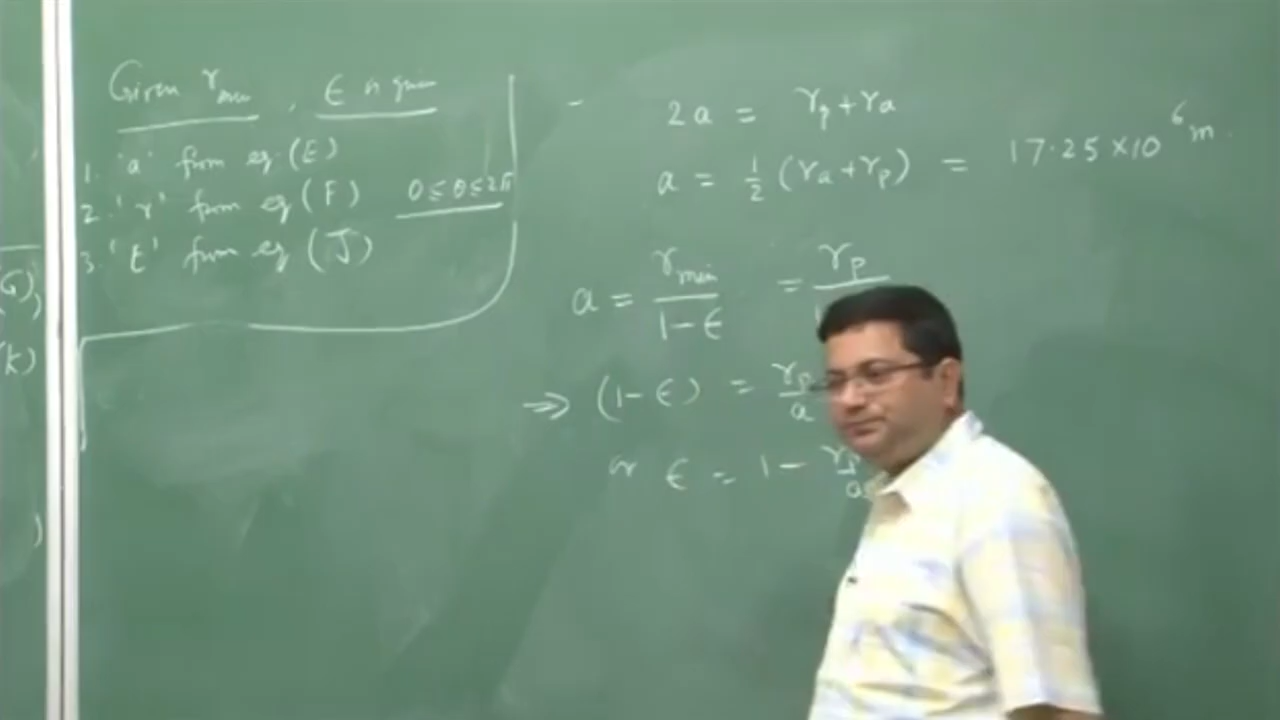 Given r_min, ε is given
1. 'a' from eq. (E)
2. 'r' from eq (F) 0 ≤ θ ≤ 2π
3. 't' from eq (J)
G)
(K)
)
2a = r_p + r_a
a = 1/2 (r_a + r_p) = 17.25 × 10^6 m.
a = r_min / (1 - ε) = r_p /
⇒ (1 - ε) = r_p / a
or ε = 1 - r_p / a